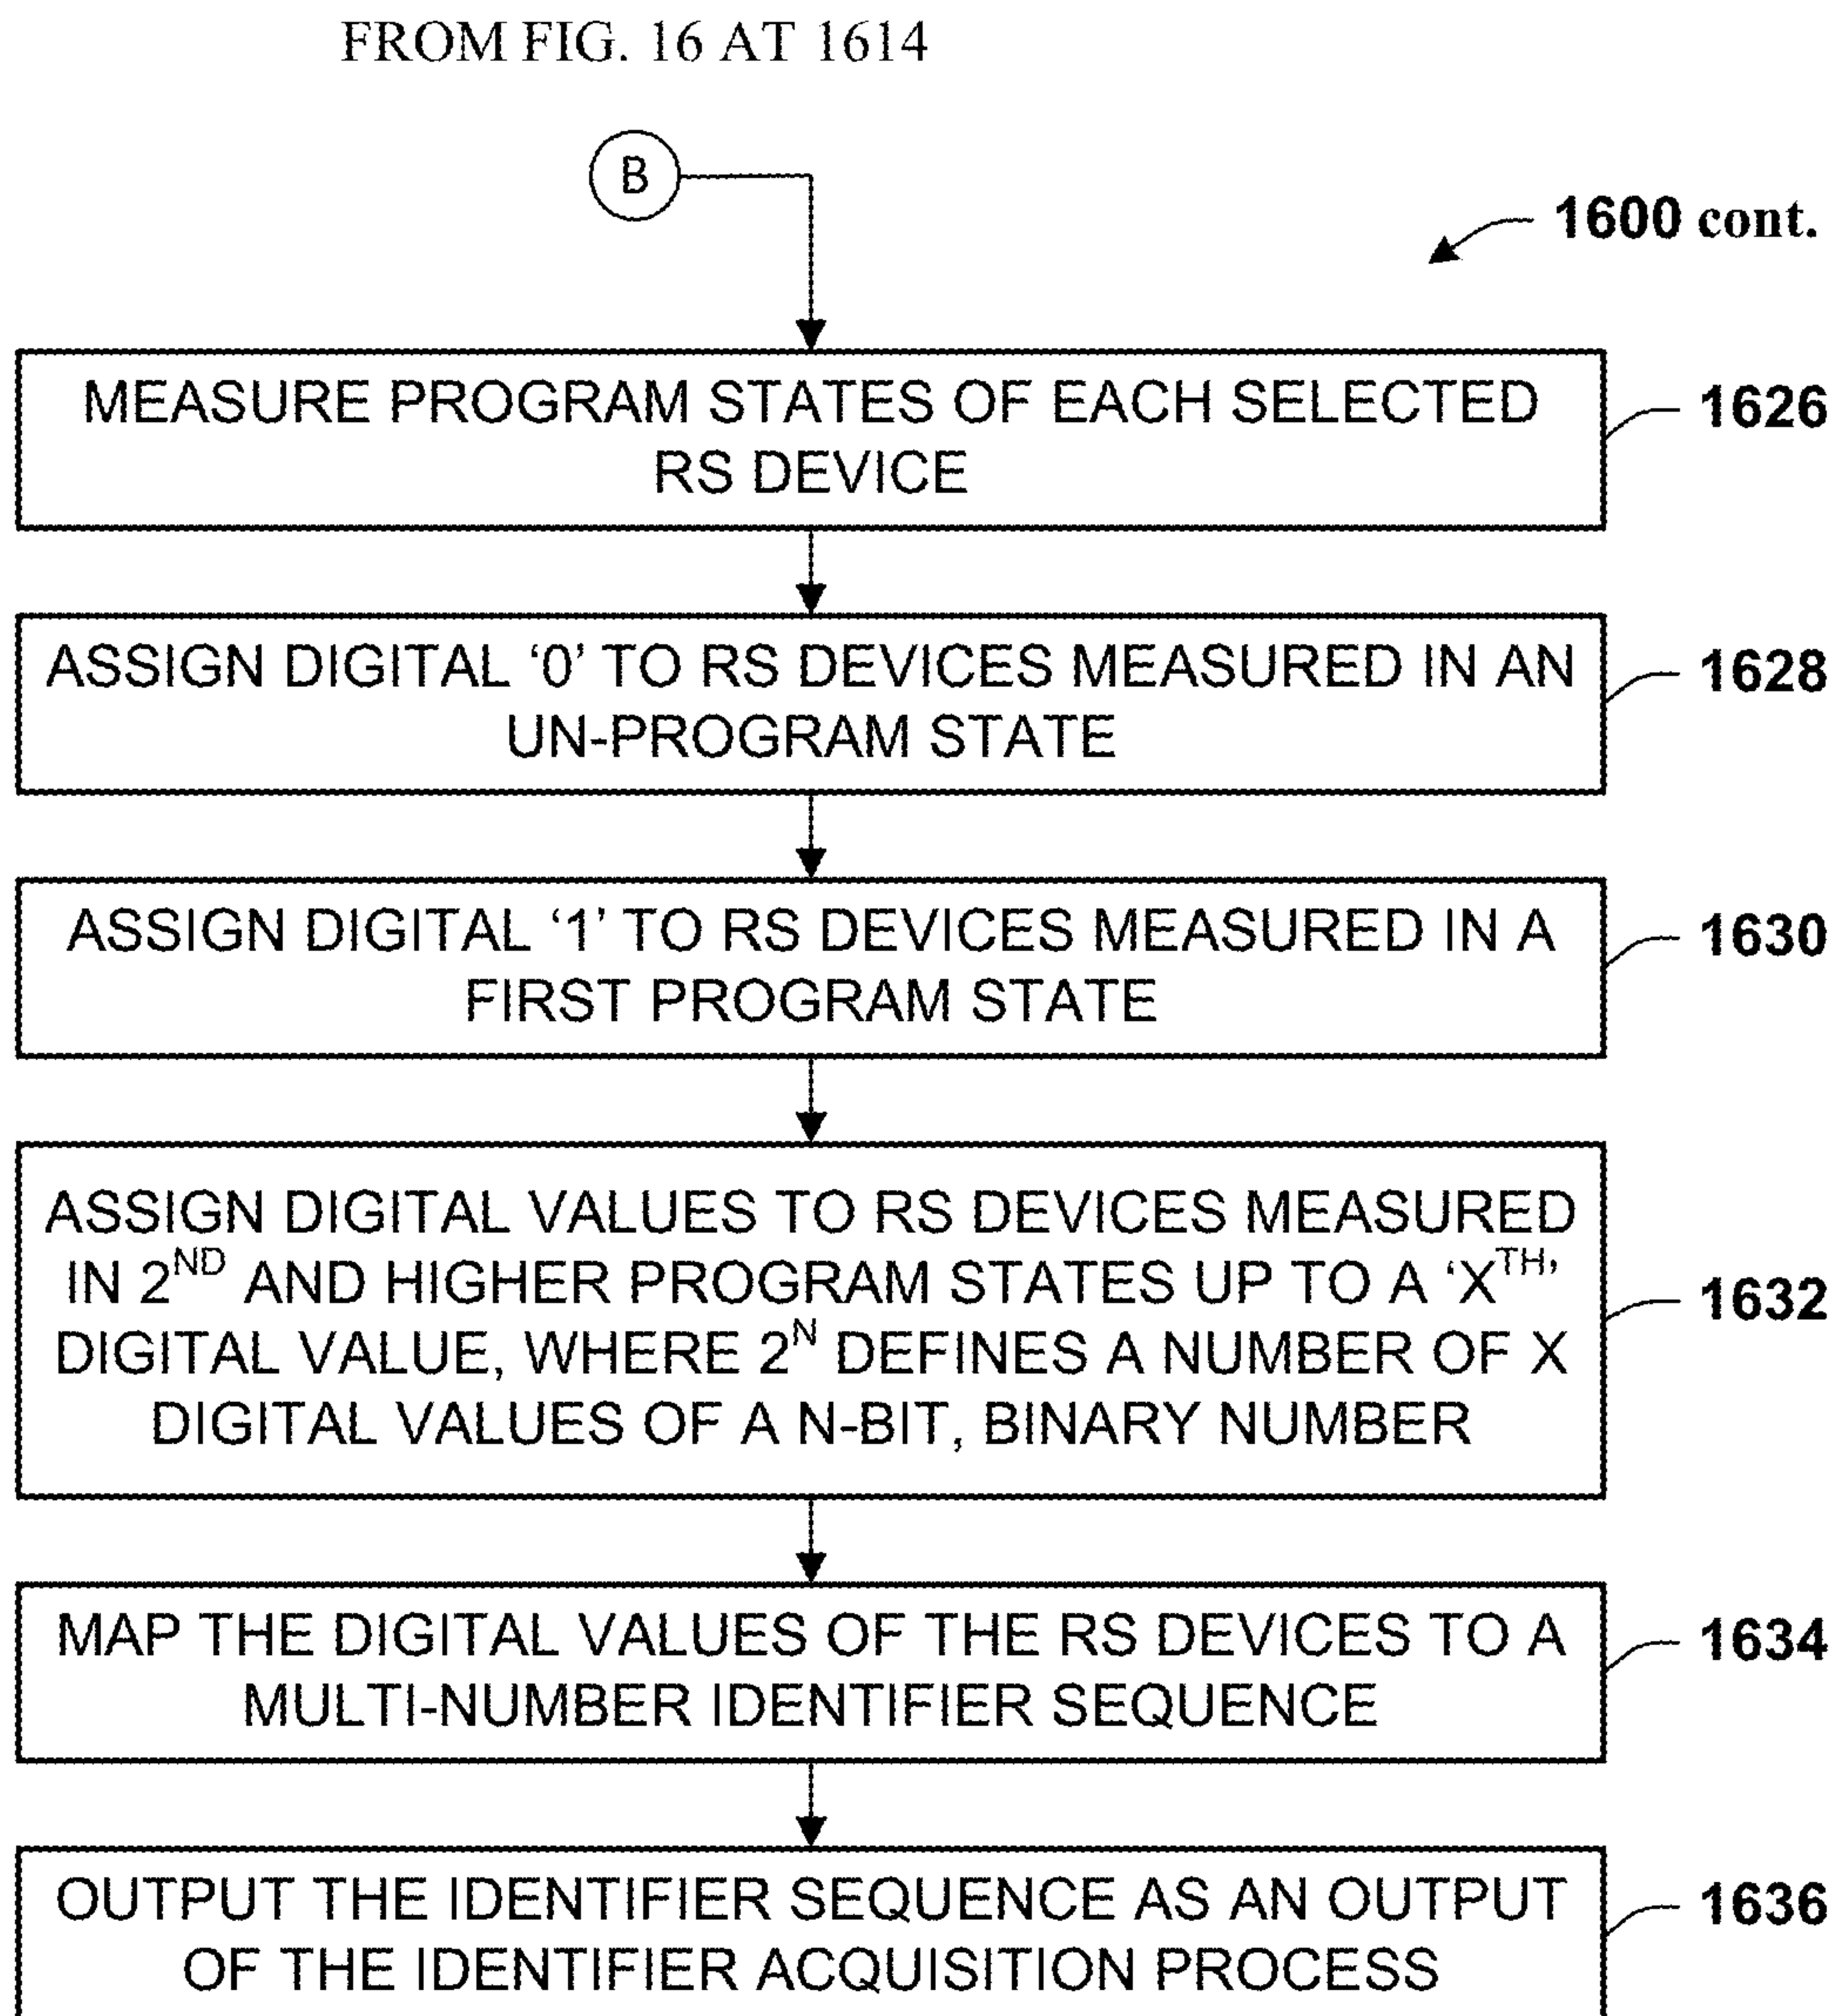 FROM FIG. 16 AT 1614
B
1600 cont.
MEASURE PROGRAM STATES OF EACH SELECTED
RS DEVICE
1626
ASSIGN DIGITAL ‘0’ TO RS DEVICES MEASURED IN AN
UN-PROGRAM STATE
1628
ASSIGN DIGITAL ‘1’ TO RS DEVICES MEASURED IN A
FIRST PROGRAM STATE
1630
ASSIGN DIGITAL VALUES TO RS DEVICES MEASURED
IN 2ND AND HIGHER PROGRAM STATES UP TO A ‘XTH’
DIGITAL VALUE, WHERE 2N DEFINES A NUMBER OF X
DIGITAL VALUES OF A N-BIT, BINARY NUMBER
1632
MAP THE DIGITAL VALUES OF THE RS DEVICES TO A
MULTI-NUMBER IDENTIFIER SEQUENCE
1634
OUTPUT THE IDENTIFIER SEQUENCE AS AN OUTPUT
OF THE IDENTIFIER ACQUISITION PROCESS
1636